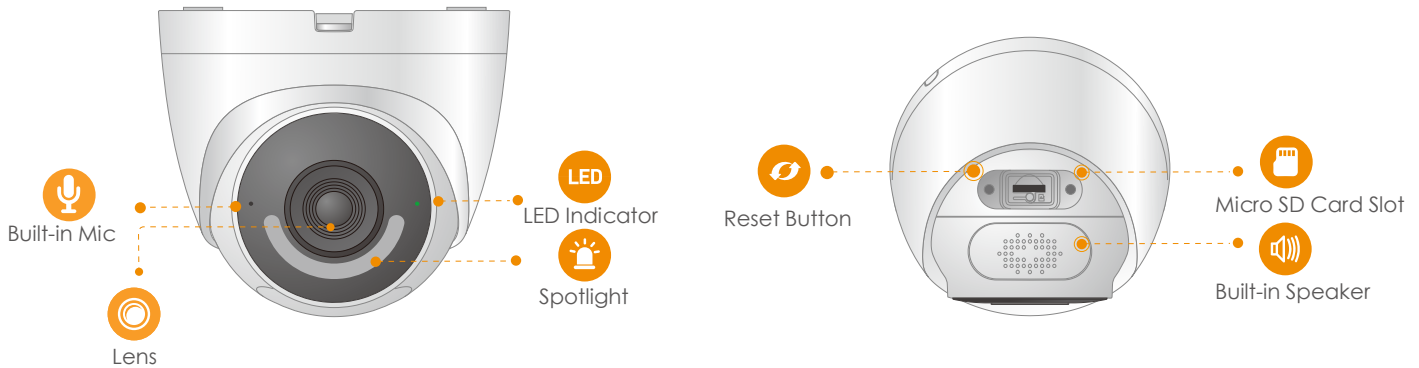 Built-in Mic
Lens
LED
LED Indicator
Spotlight
Reset Button
Micro SD Card Slot
Built-in Speaker